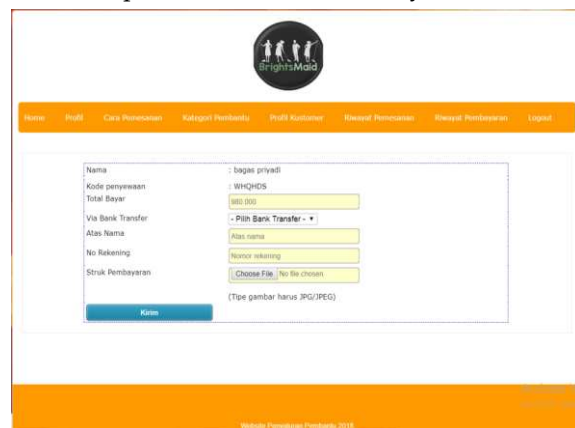 BrightsMaid
Home Profil Cara Pemesanan Kategori Pembantu Profil Kustomer Riwayat Pemesanan Riwayat Pembayaran Logout
Nama : bagas priyadi
Kode penyewaan : WHQHDS
Total Bayar 980.000
Via Bank Transfer - Pilih Bank Transfer -
Atas Nama Atas nama
No Rekening Nomor rekening
Struk Pembayaran Choose File No file chosen
(Tipe gambar harus JPG/JPEG)
Kirim
Website Penyaluran Pembantu 2018